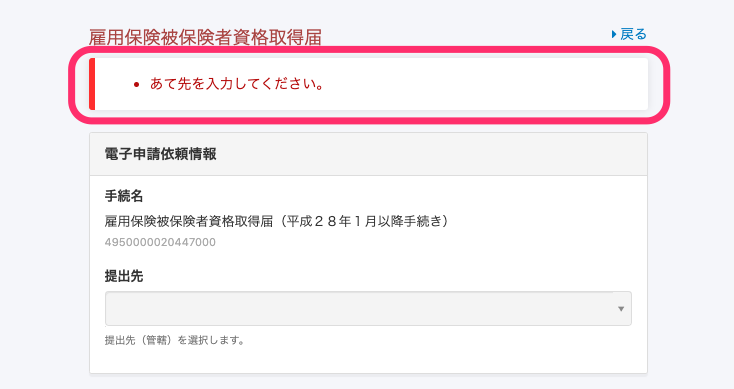 雇用保険被保険者資格取得届
戻る
あて先を入力してください。
電子申請依頼情報
手続名
雇用保険被保険者資格取得届（平成２８年１月以降手続き）
4950000020447000
提出先
提出先（管轄）を選択します。